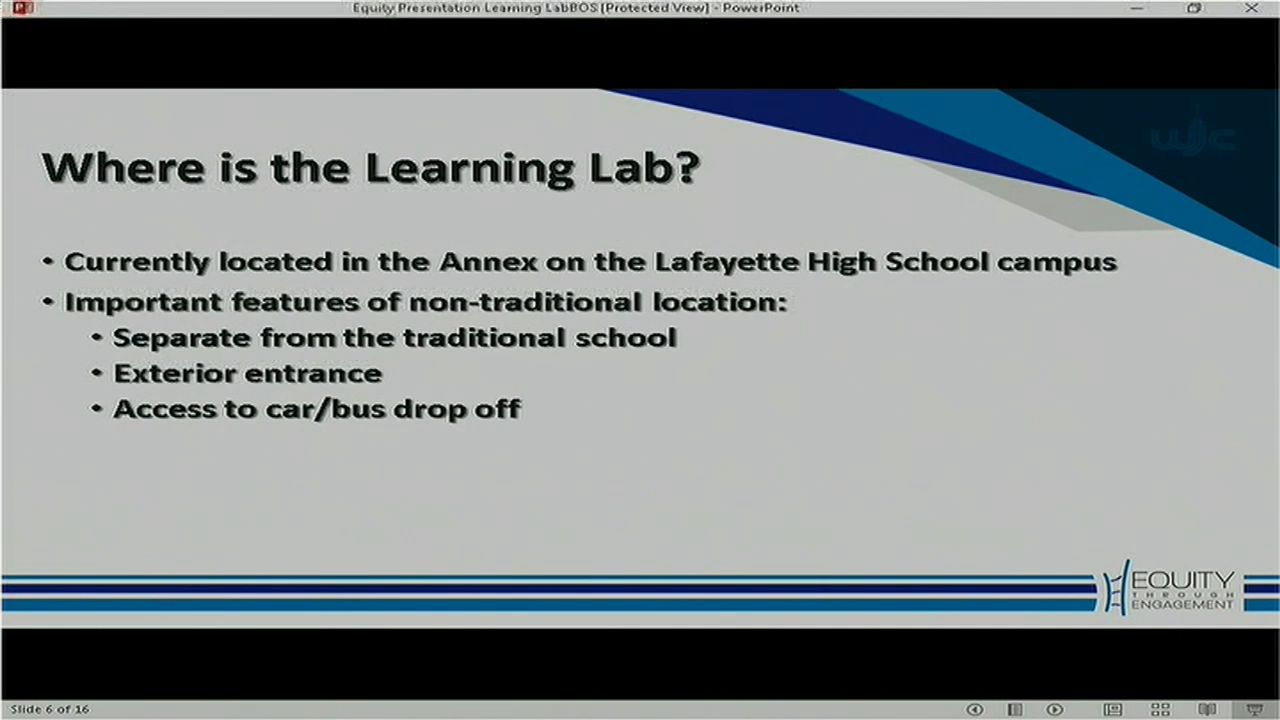 Equity Presentation Learning LabBOS [Protected View] - PowerPoint
WJC
Where is the Learning Lab?
• Currently located in the Annex on the Lafayette High School campus
• Important features of non-traditional location:
• Separate from the traditional school
• Exterior entrance
• Access to car/bus drop off
EQUITY
THROUGH
ENGAGEMENT
Slide 6 of 16